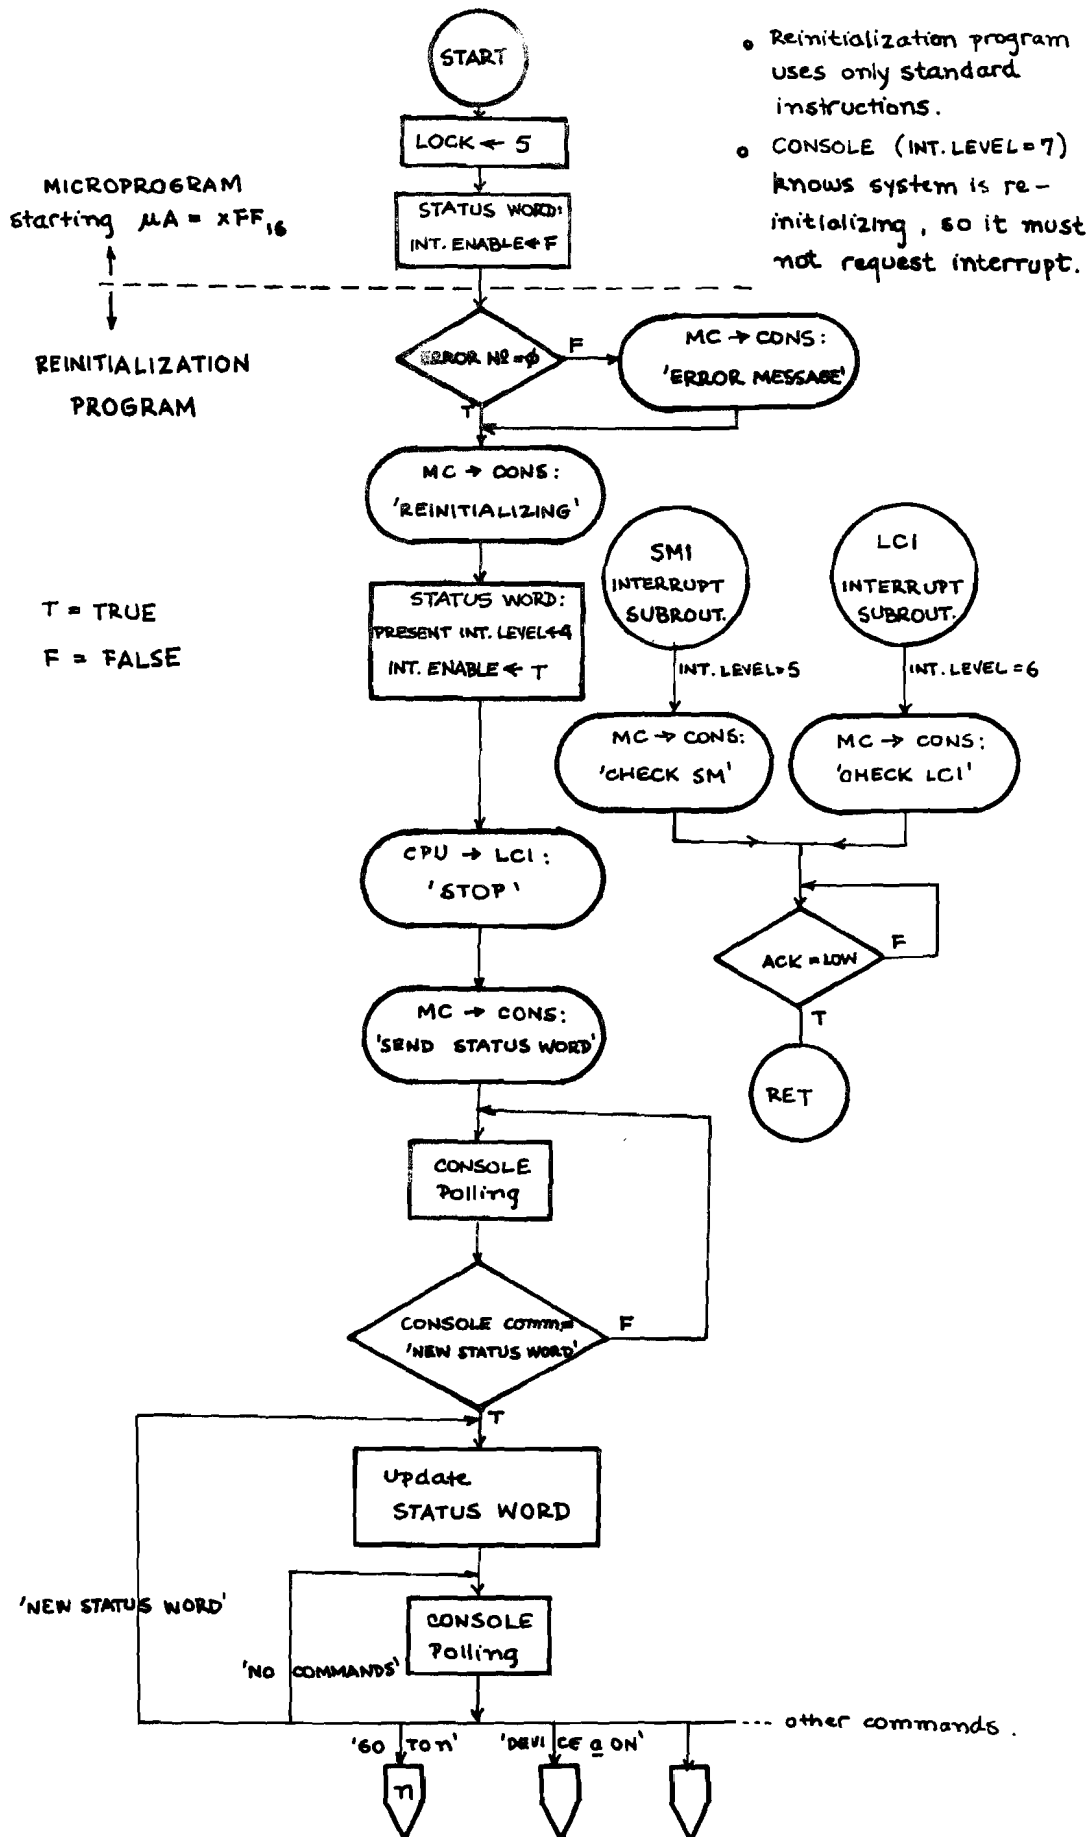 START
• Reinitialization program
uses only standard
instructions.
• CONSOLE (INT. LEVEL = 7)
knows system is re-
initializing, so it must
not request interrupt.
LOCK ← 5
MICROPROGRAM
starting μA = xFF₁₆
STATUS WORD:
INT. ENABLE ← F
REINITIALIZATION
PROGRAM
ERROR Nº = ϕ
F
T
MC → CONS:
'ERROR MESSAGE'
MC → CONS:
'REINITIALIZING'
T = TRUE
F = FALSE
STATUS WORD:
PRESENT INT. LEVEL ← 4
INT. ENABLE ← T
SMI
INTERRUPT
SUBROUT.
INT. LEVEL = 5
LCI
INTERRUPT
SUBROUT.
INT. LEVEL = 6
MC → CONS:
'CHECK SM'
MC → CONS:
'CHECK LCI'
CPU → LCI:
'STOP'
ACK = LOW
F
T
RET
MC → CONS:
'SEND STATUS WORD'
CONSOLE
Polling
CONSOLE comm=
'NEW STATUS WORD'
F
T
Update
STATUS WORD
'NEW STATUS WORD'
CONSOLE
Polling
'NO COMMANDS'
---- other commands.
'GO TO n'
'DEVICE a ON'
n